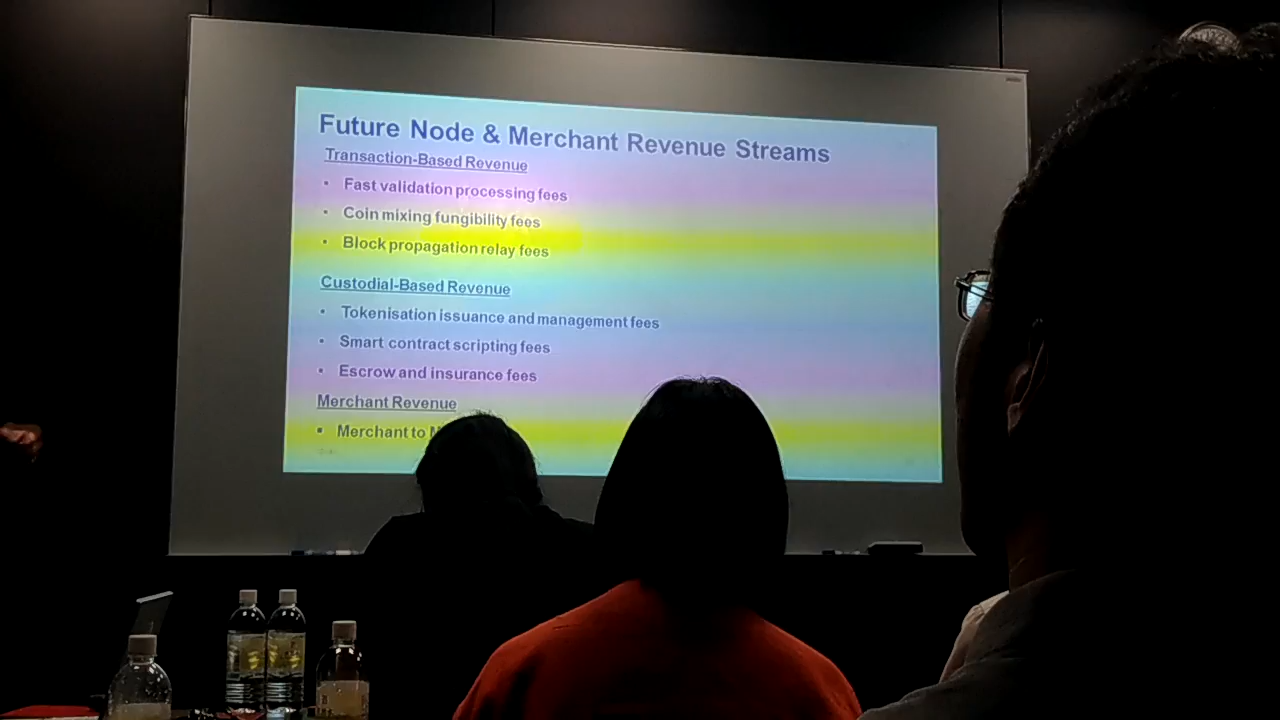 Future Node & Merchant Revenue Streams
Transaction-Based Revenue
• Fast validation processing fees
• Coin mixing fungibility fees
• Block propagation relay fees
Custodial-Based Revenue
• Tokenisation issuance and management fees
• Smart contract scripting fees
• Escrow and insurance fees
Merchant Revenue
▪ Merchant to